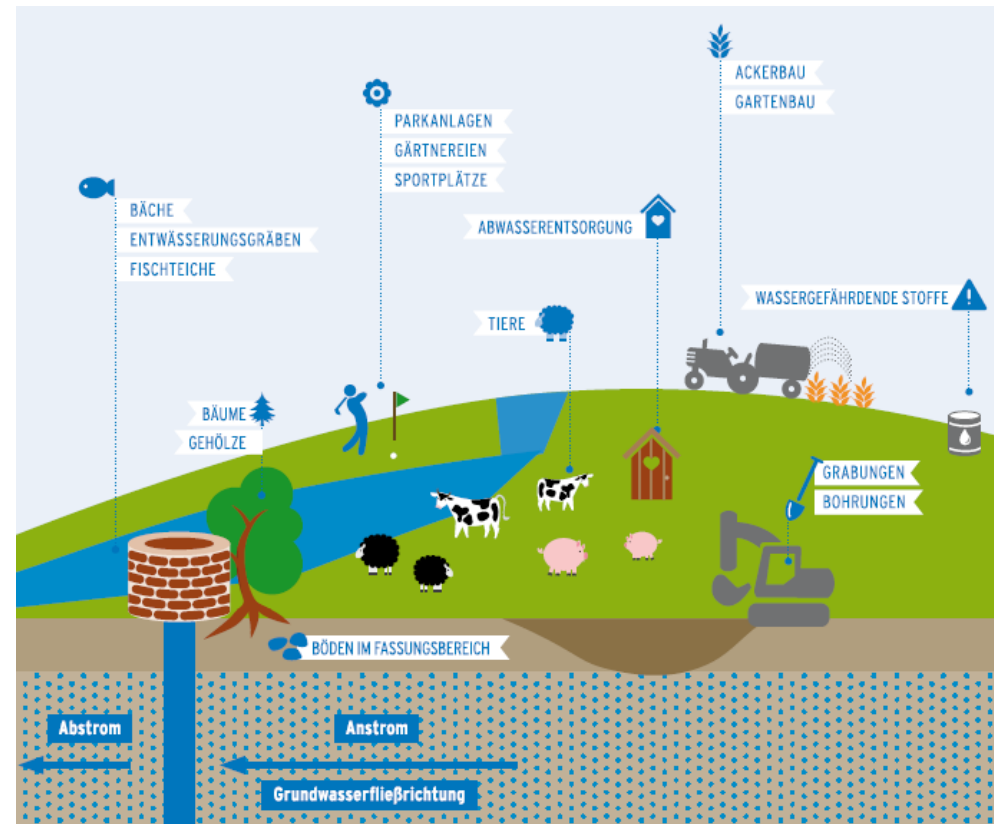 ACKERBAU
GARTENBAU
PARKANLAGEN
GÄRTNEREIEN
SPORTPLÄTZE
BÄCHE
ENTWÄSSERUNGSGRÄBEN
FISCHTEICHE
ABWASSERENTSORGUNG
WASSERGEFÄHRDENDE STOFFE
TIERE
BÄUME
GEHÖLZE
GRABUNGEN
BOHRUNGEN
BÖDEN IM FASSUNGSBEREICH
Abstrom
Anstrom
Grundwasserfließrichtung